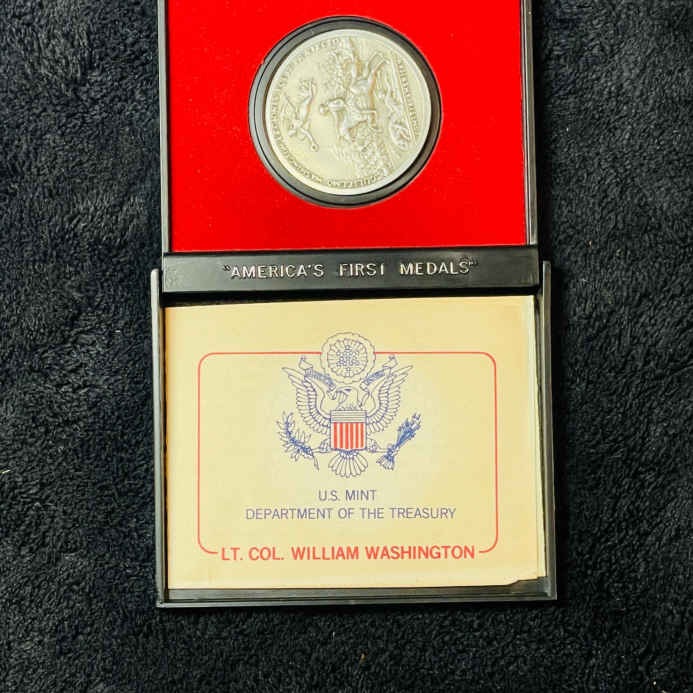 "AMERICA'S FIRST MEDALS"
U.S. MINT
DEPARTMENT OF THE TREASURY
LT. COL. WILLIAM WASHINGTON